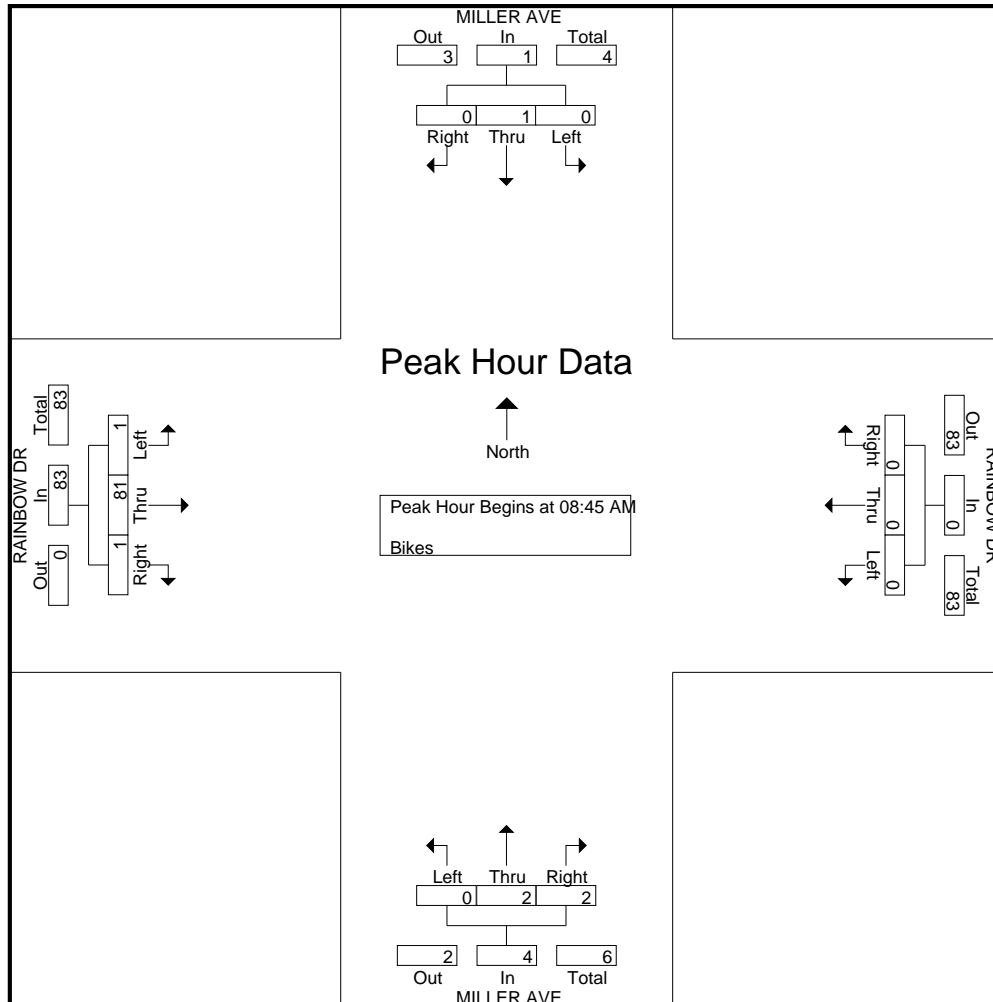 MILLER AVE
Out In Total
3 1 4
0 1 0
Right Thru Left
Peak Hour Data
North
Peak Hour Begins at 08:45 AM
Bikes
RAINBOW DR
Total In Out
83 83 0
1 81 1
Left Thru Right
Right Thru Left
0 0 0
Out In Total
83 0 83
RAINBOW DR
Left Thru Right
0 2 2
2 4 6
Out In Total
MILLER AVE